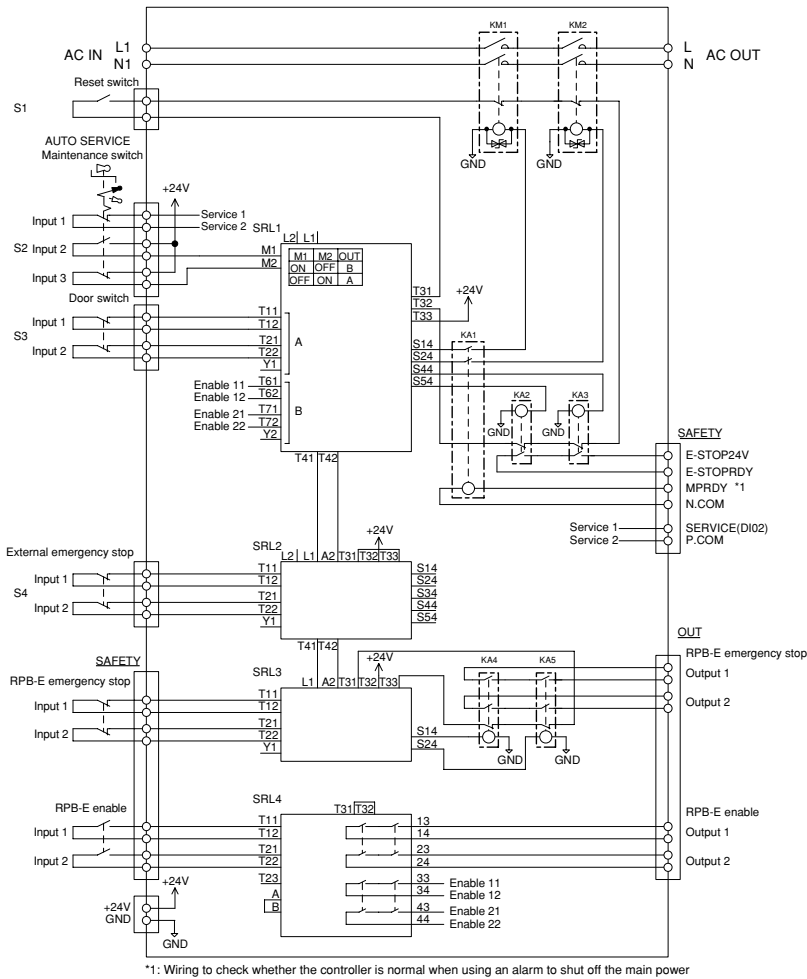 KM1 KM2
AC IN L1 L AC OUT
N1 N
Reset switch
S1
GND GND
AUTO SERVICE
Maintenance switch
+24V
Input 1 Service 1
Service 2
S2 Input 2
Input 3
SRL1
L2 L1
M1
M2
M1 M2 OUT
ON OFF B
OFF ON A
T31
T32
T33
+24V
Door switch
S3
Input 1
Input 2
T11
T12
T21
T22
Y1
A
Enable 11 T61
Enable 12 T62
Enable 21 T71
Enable 22 T72
Y2
B
S14
S24
S44
S54
KA1
KA2 KA3
GND GND
T41 T42
SAFETY
E-STOP24V
E-STOPRDY
MPRDY *1
N.COM
Service 1 SERVICE(DI02)
Service 2 P.COM
External emergency stop
S4
Input 1
Input 2
SRL2
+24V
L2 L1 A2 T31 T32 T33
T11
T12
T21
T22
Y1
S14
S24
S34
S44
S54
T41 T42
SAFETY
RPB-E emergency stop
Input 1
Input 2
SRL3
+24V
L1 A2 T31 T32 T33
T11
T12
T21
T22
Y1
S14
S24
KA4 KA5
GND GND
OUT
RPB-E emergency stop
Output 1
Output 2
RPB-E enable
Input 1
Input 2
SRL4
T31 T32
T11
T12
T21
T22
T23
A
B
13
14
23
24
33 Enable 11
34 Enable 12
43 Enable 21
44 Enable 22
RPB-E enable
Output 1
Output 2
+24V
+24V
GND
GND
*1: Wiring to check whether the controller is normal when using an alarm to shut off the main power